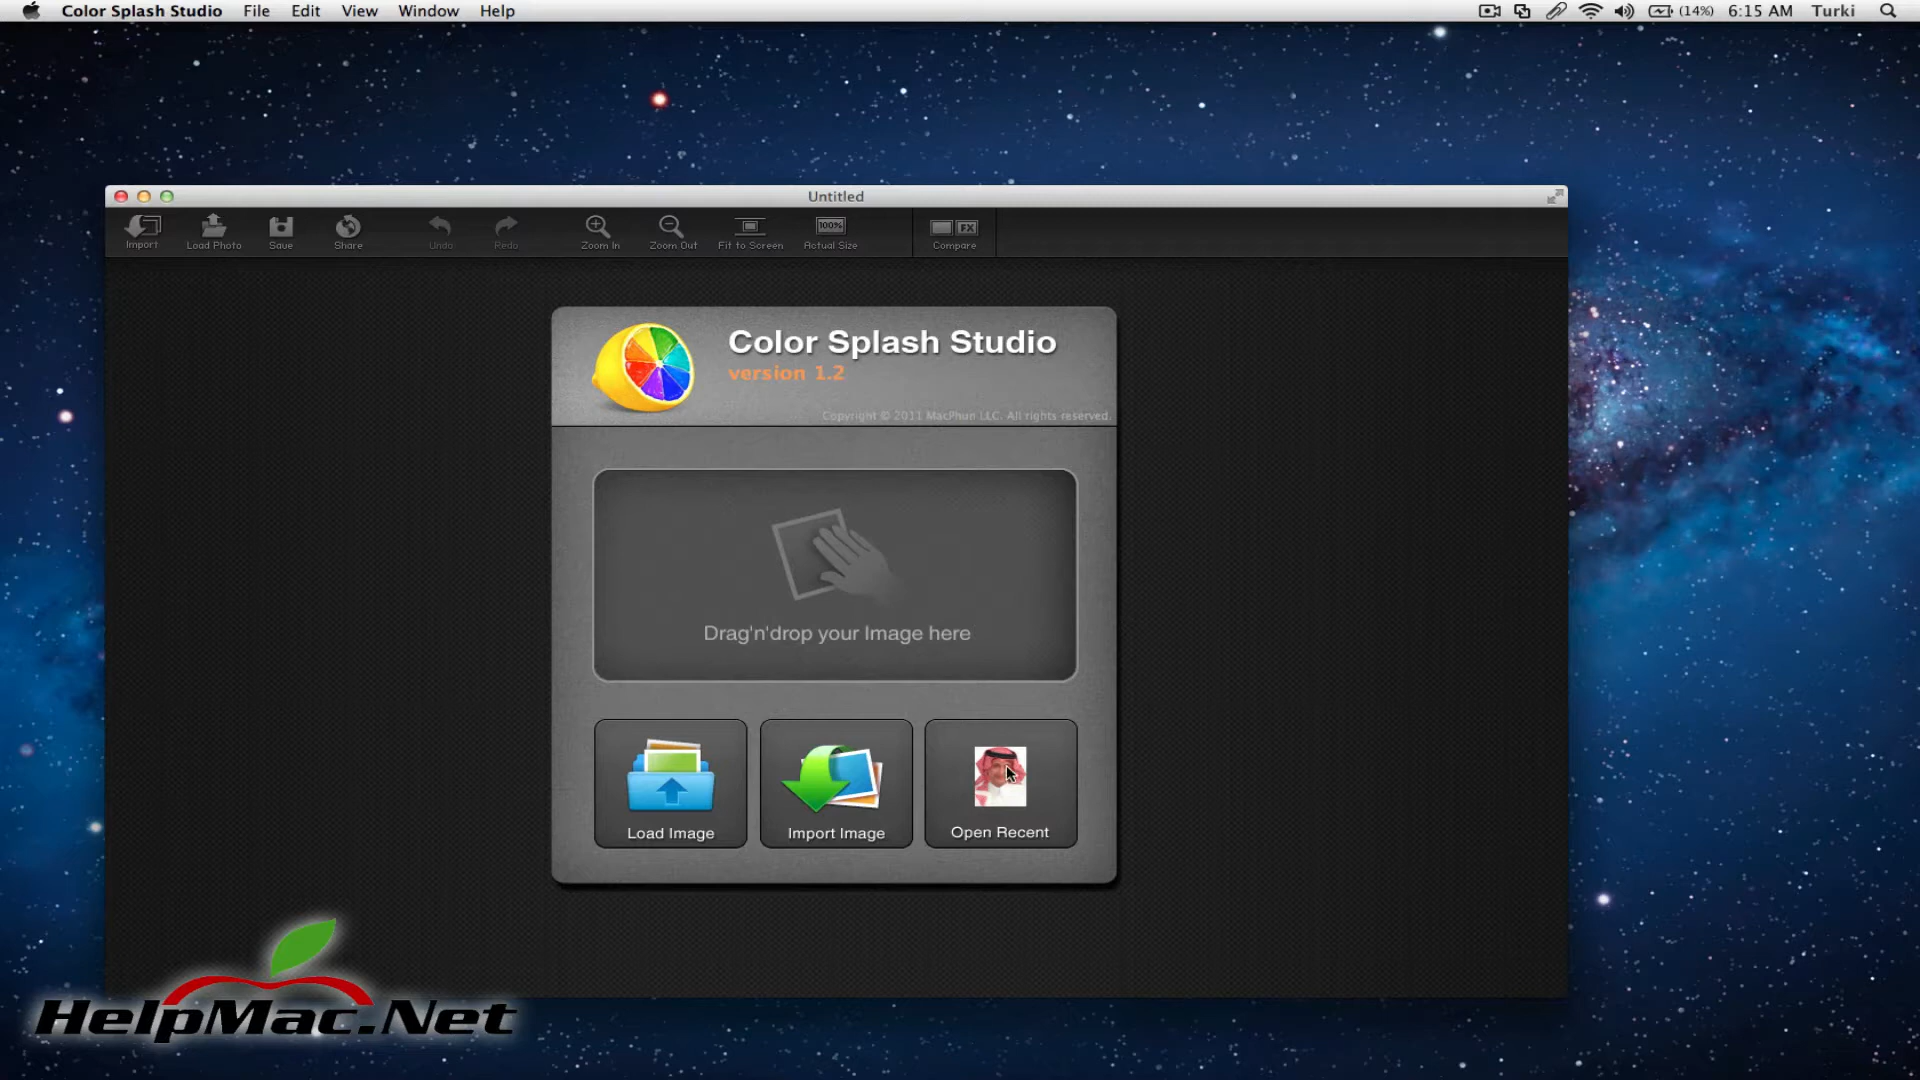 Color Splash Studio File Edit View Window Help (14%) 6:15 AM Turki
Untitled
Import Load Photo Save Share Undo Redo Zoom In Zoom Out Fit to Screen 100% Actual Size FX Compare
Color Splash Studio
version 1.2
Copyright © 2011 MacPhun LLC. All rights reserved.
Drag'n'drop your Image here
Load Image Import Image Open Recent
HelpMac.Net